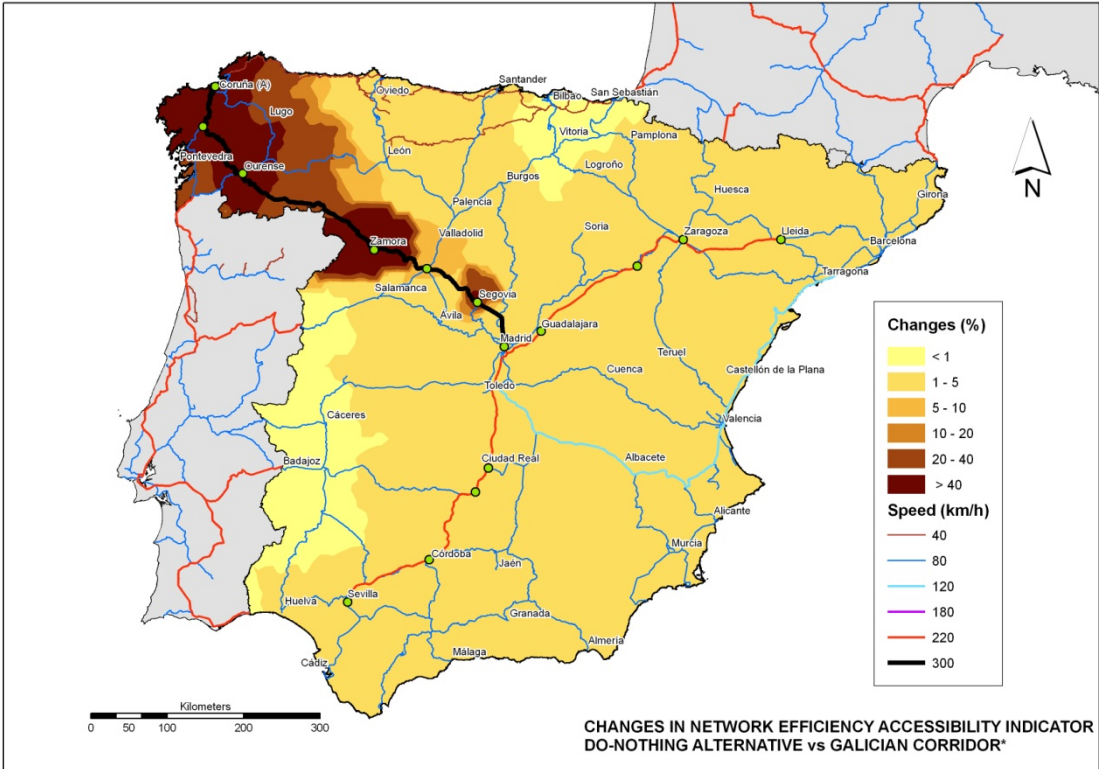 Coruña (A)
Lugo
Oviedo
Santander
Bilbao
San Sebastián
Vitoria
Pamplona
Pontevedra
Ourense
León
Logroño
Burgos
Huesca
Girona
Palencia
Zamora
Valladolid
Soria
Zaragoza
Lleida
Barcelona
Tarragona
Salamanca
Segovia
Ávila
Madrid
Guadalajara
Teruel
Cuenca
Castellón de la Plana
Toledo
Cáceres
Valencia
Badajoz
Ciudad Real
Albacete
Alicante
Murcia
Córdoba
Jaén
Huelva
Sevilla
Granada
Almería
Málaga
Cádiz
N
Changes (%)
< 1
1 - 5
5 - 10
10 - 20
20 - 40
> 40
Speed (km/h)
40
80
120
180
220
300
Kilometers
0 50 100 200 300
CHANGES IN NETWORK EFFICIENCY ACCESSIBILITY INDICATOR
DO-NOTHING ALTERNATIVE vs GALICIAN CORRIDOR*